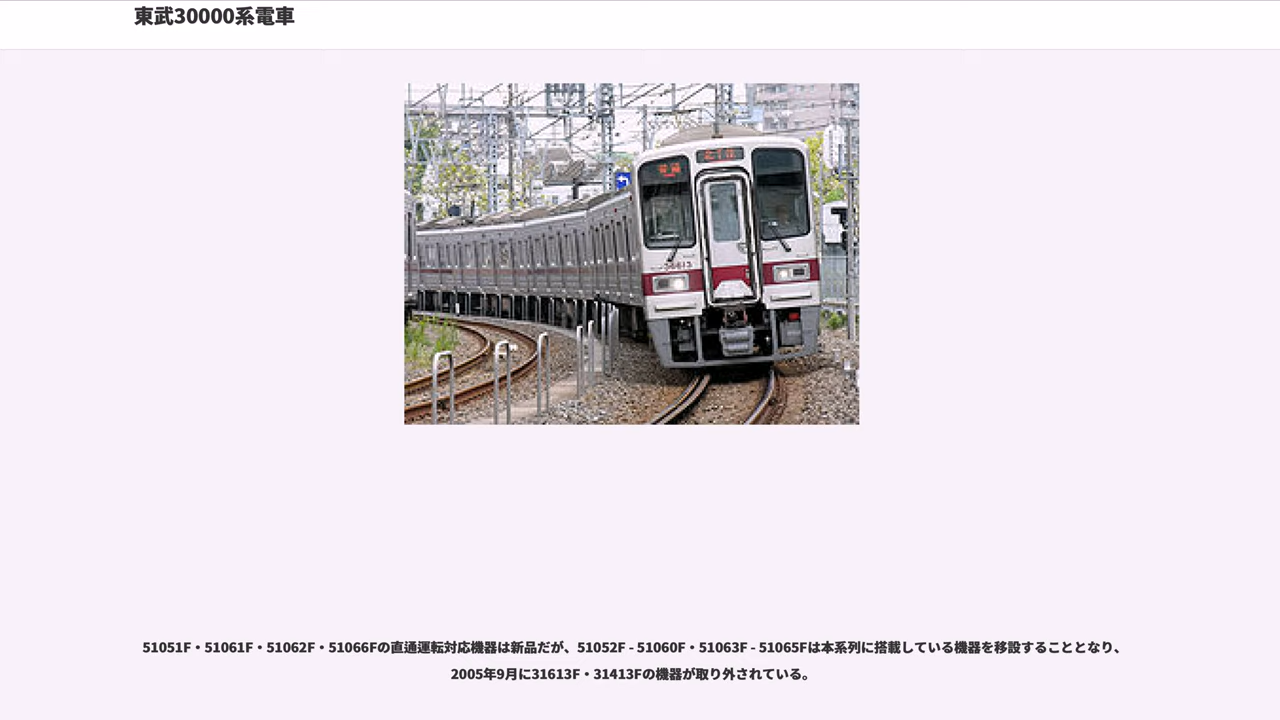 東武30000系電車
51051F・51061F・51062F・51066Fの直通運転対応機器は新品だが、51052F - 51060F・51063F - 51065Fは本系列に搭載している機器を移設することとなり、
2005年9月に31613F・31413Fの機器が取り外されている。